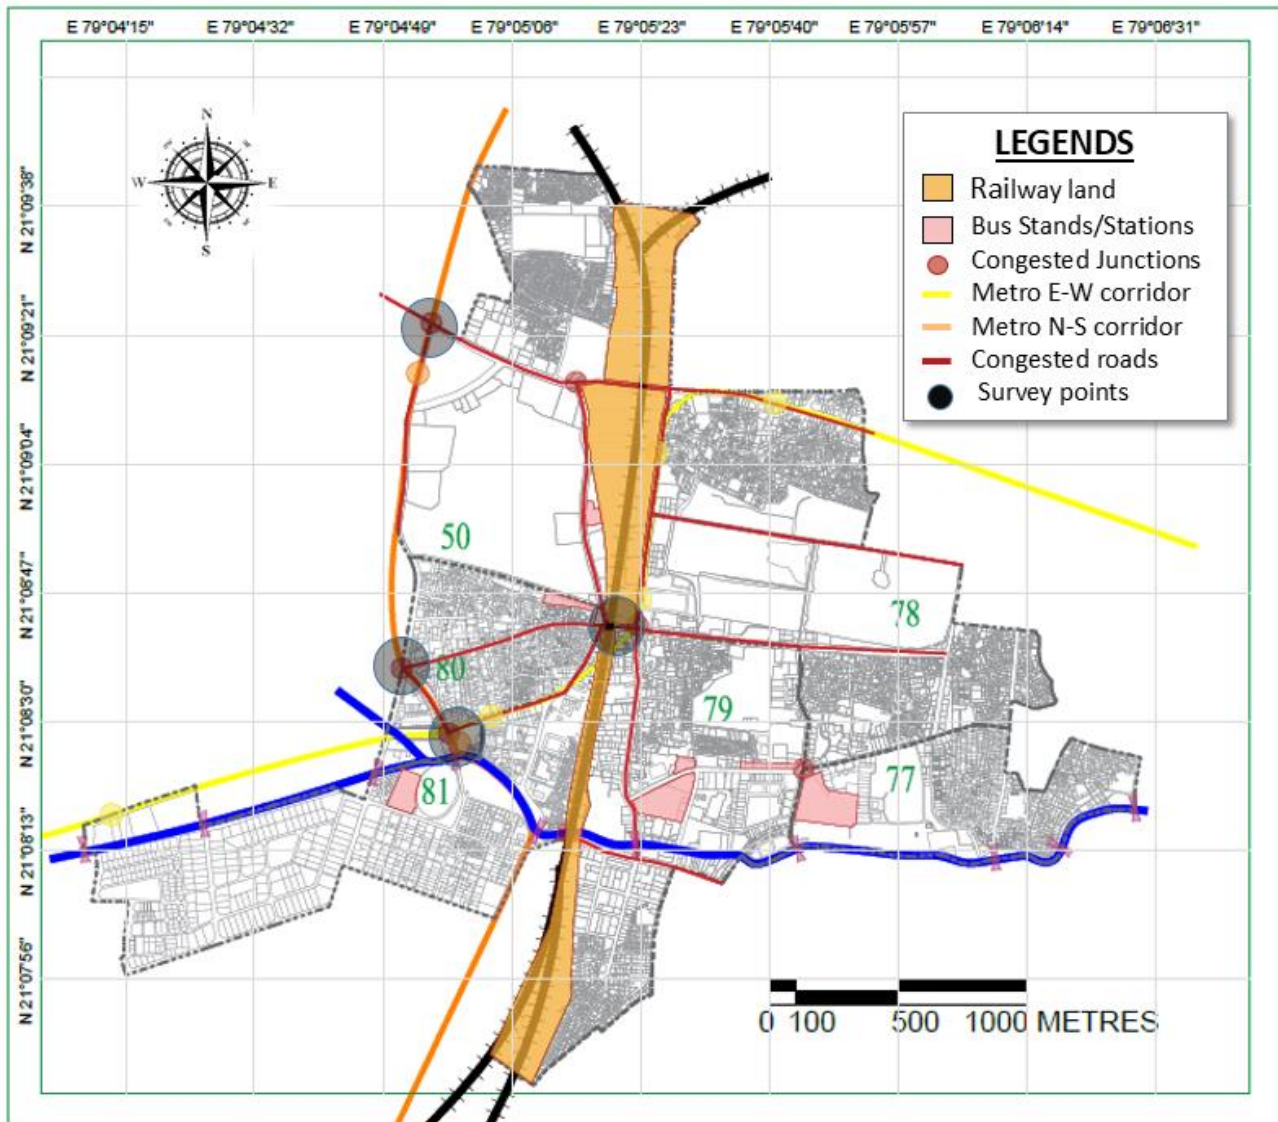 E 79°04'15" E 79°04'32" E 79°04'49" E 79°05'06" E 79°05'23" E 79°05'40" E 79°05'57" E 79°06'14" E 79°06'31"
N
W E
S
LEGENDS
Railway land
Bus Stands/Stations
Congested Junctions
Metro E-W corridor
Metro N-S corridor
Congested roads
Survey points
N 21°09'38"
N 21°09'21"
N 21°09'04"
N 21°06'47"
N 21°08'30"
N 21°08'13"
N 21°07'56"
50
78
80
79
77
81
0 100 500 1000 METRES